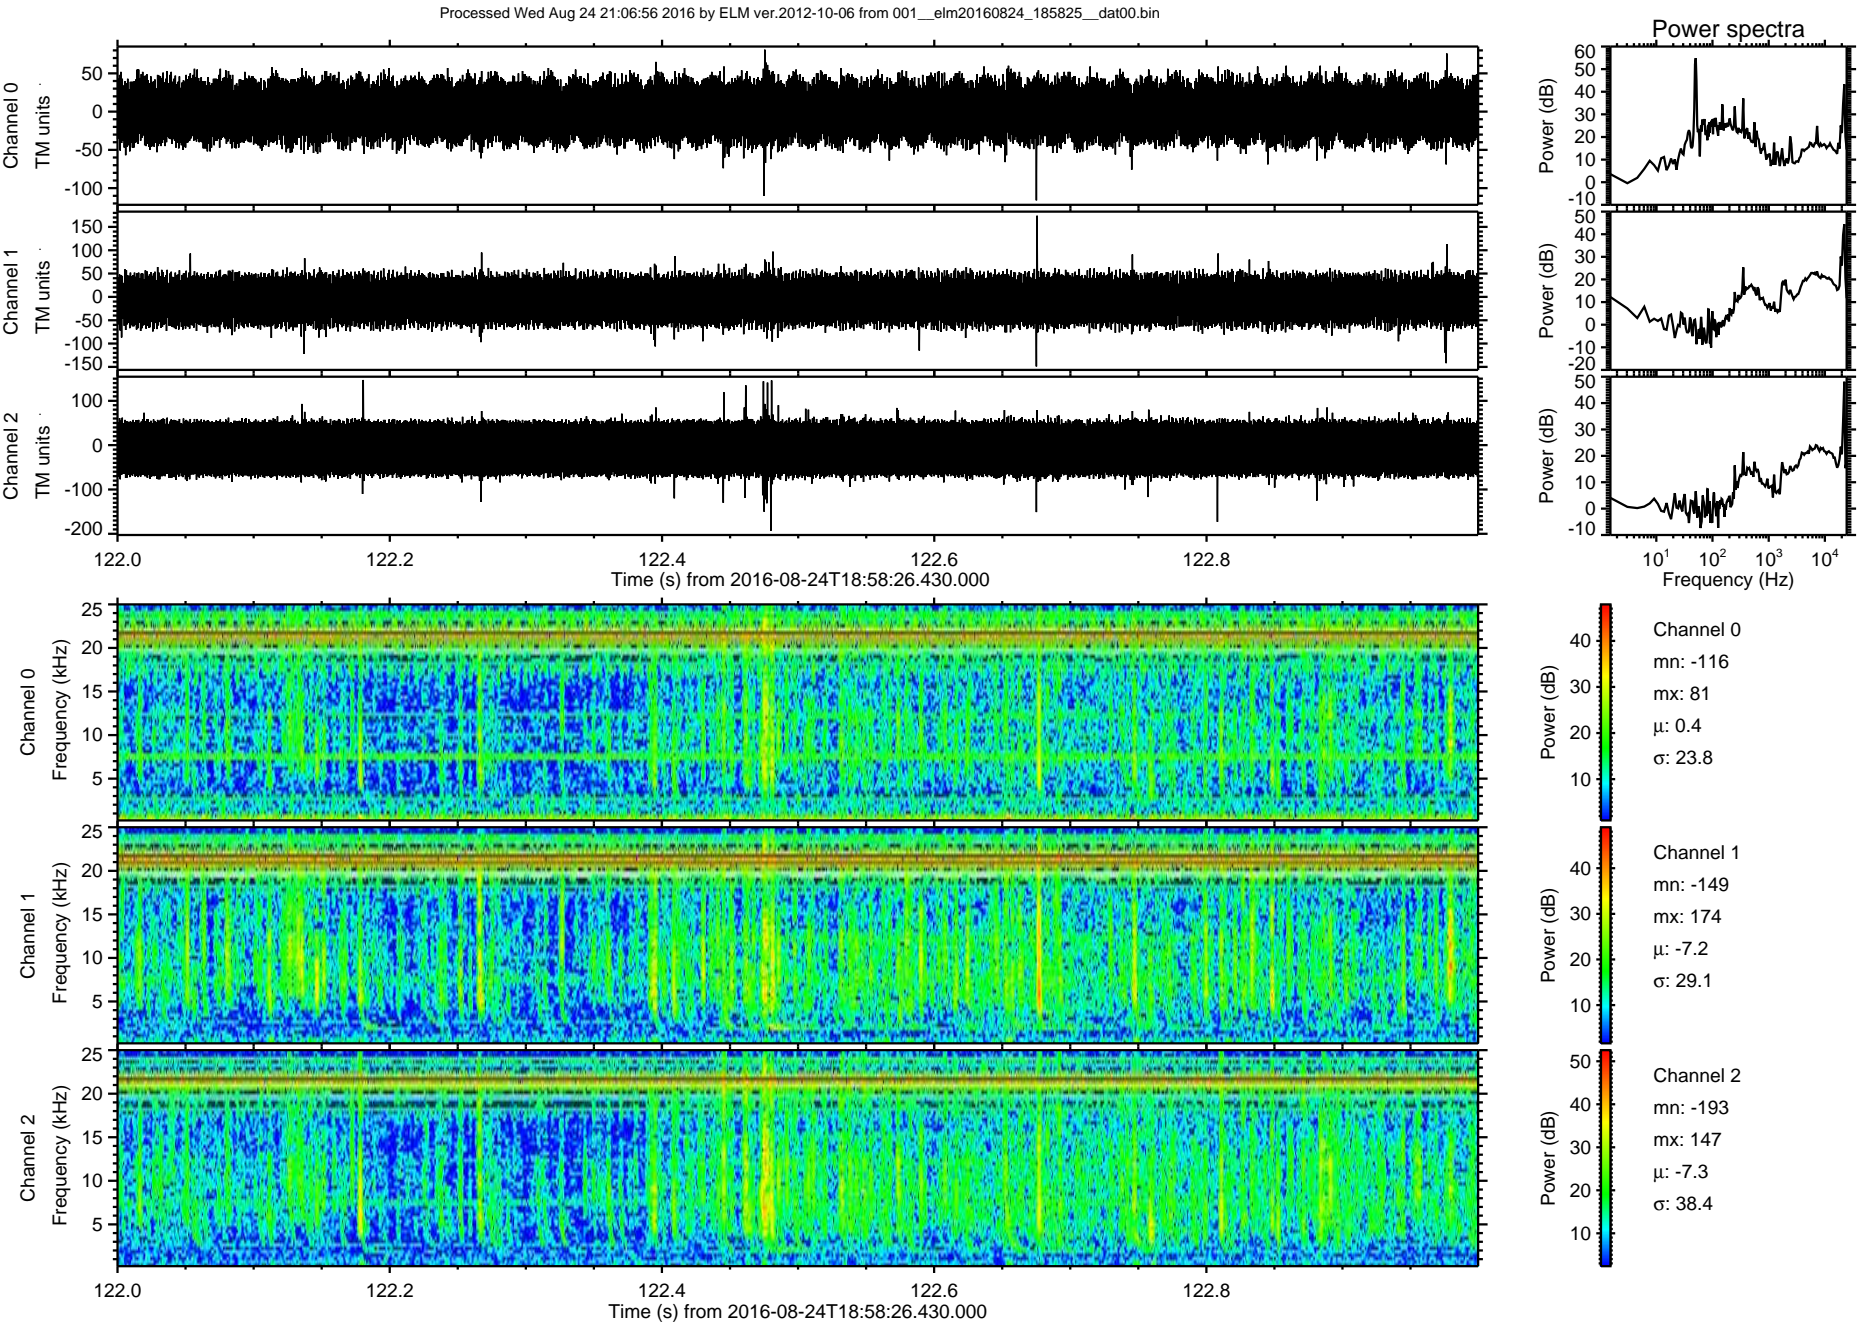 Processed Wed Aug 24 21:06:56 2016 by ELM ver.2012-10-06 from 001__elm20160824_185825__dat00.bin
Power spectra
Channel 0
TM units
50
0
-50
-100
Power (dB)
60
50
40
30
20
10
0
-10
Channel 1
TM units
150
100
50
0
-50
-100
-150
Power (dB)
50
40
30
20
10
0
-10
-20
Channel 2
TM units
100
0
-100
-200
Power (dB)
50
40
30
20
10
0
-10
122.0 122.2 122.4 122.6 122.8
Time (s) from 2016-08-24T18:58:26.430.000
10^1 10^2 10^3 10^4
Frequency (Hz)
Channel 0
Frequency (kHz)
25
20
15
10
5
Power (dB)
40
30
20
10
Channel 0
mn: -116
mx: 81
μ: 0.4
σ: 23.8
Channel 1
Frequency (kHz)
25
20
15
10
5
Power (dB)
40
30
20
10
Channel 1
mn: -149
mx: 174
μ: -7.2
σ: 29.1
Channel 2
Frequency (kHz)
25
20
15
10
5
Power (dB)
50
40
30
20
10
Channel 2
mn: -193
mx: 147
μ: -7.3
σ: 38.4
122.0 122.2 122.4 122.6 122.8
Time (s) from 2016-08-24T18:58:26.430.000